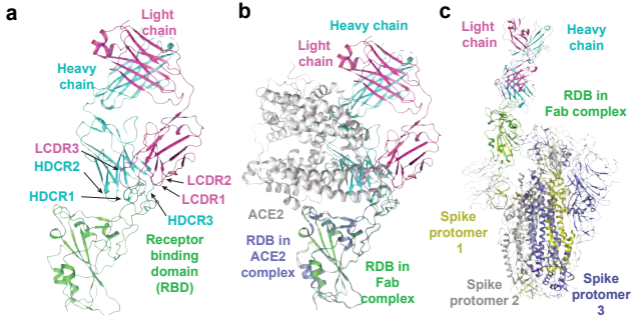 a
Light
chain
Heavy
chain
LCDR3
HDCR2
HDCR1
LCDR2
LCDR1
HDCR3
Receptor
binding
domain
(RBD)
b
Heavy chain
Light
chain
ACE2
RDB in
ACE2
complex
RDB in
Fab
complex
c
Light
chain
Heavy
chain
RDB in
Fab complex
Spike
protomer
1
Spike
protomer 2
Spike
protomer
3